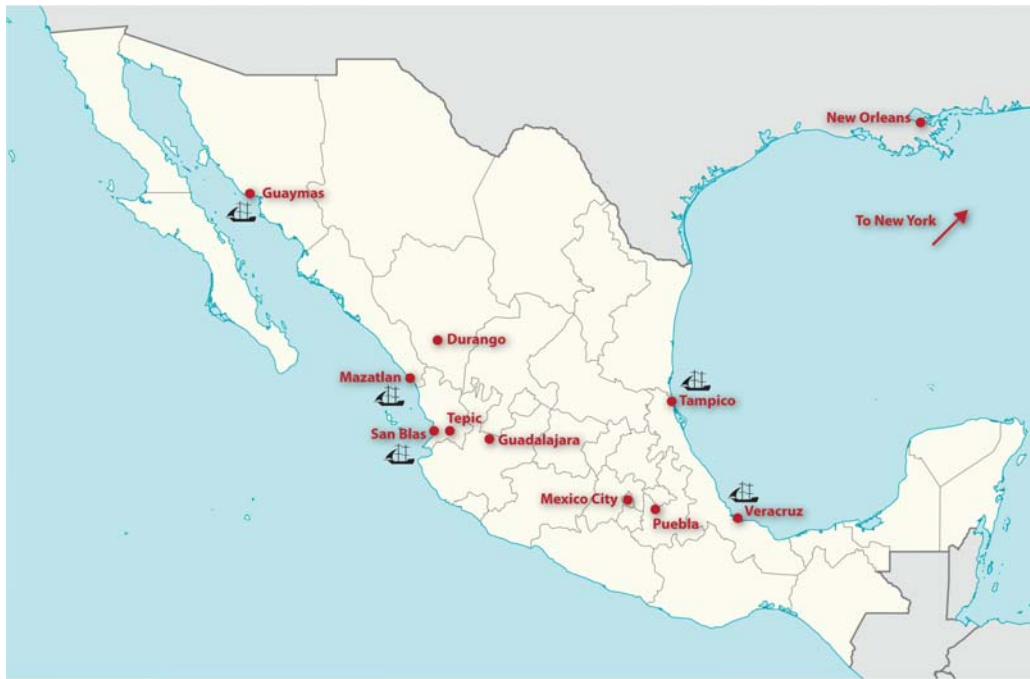 New Orleans
Guaymas
To New York
Durango
Mazatlan
Tampico
Tepic
San Blas
Guadalajara
Mexico City
Puebla
Veracruz